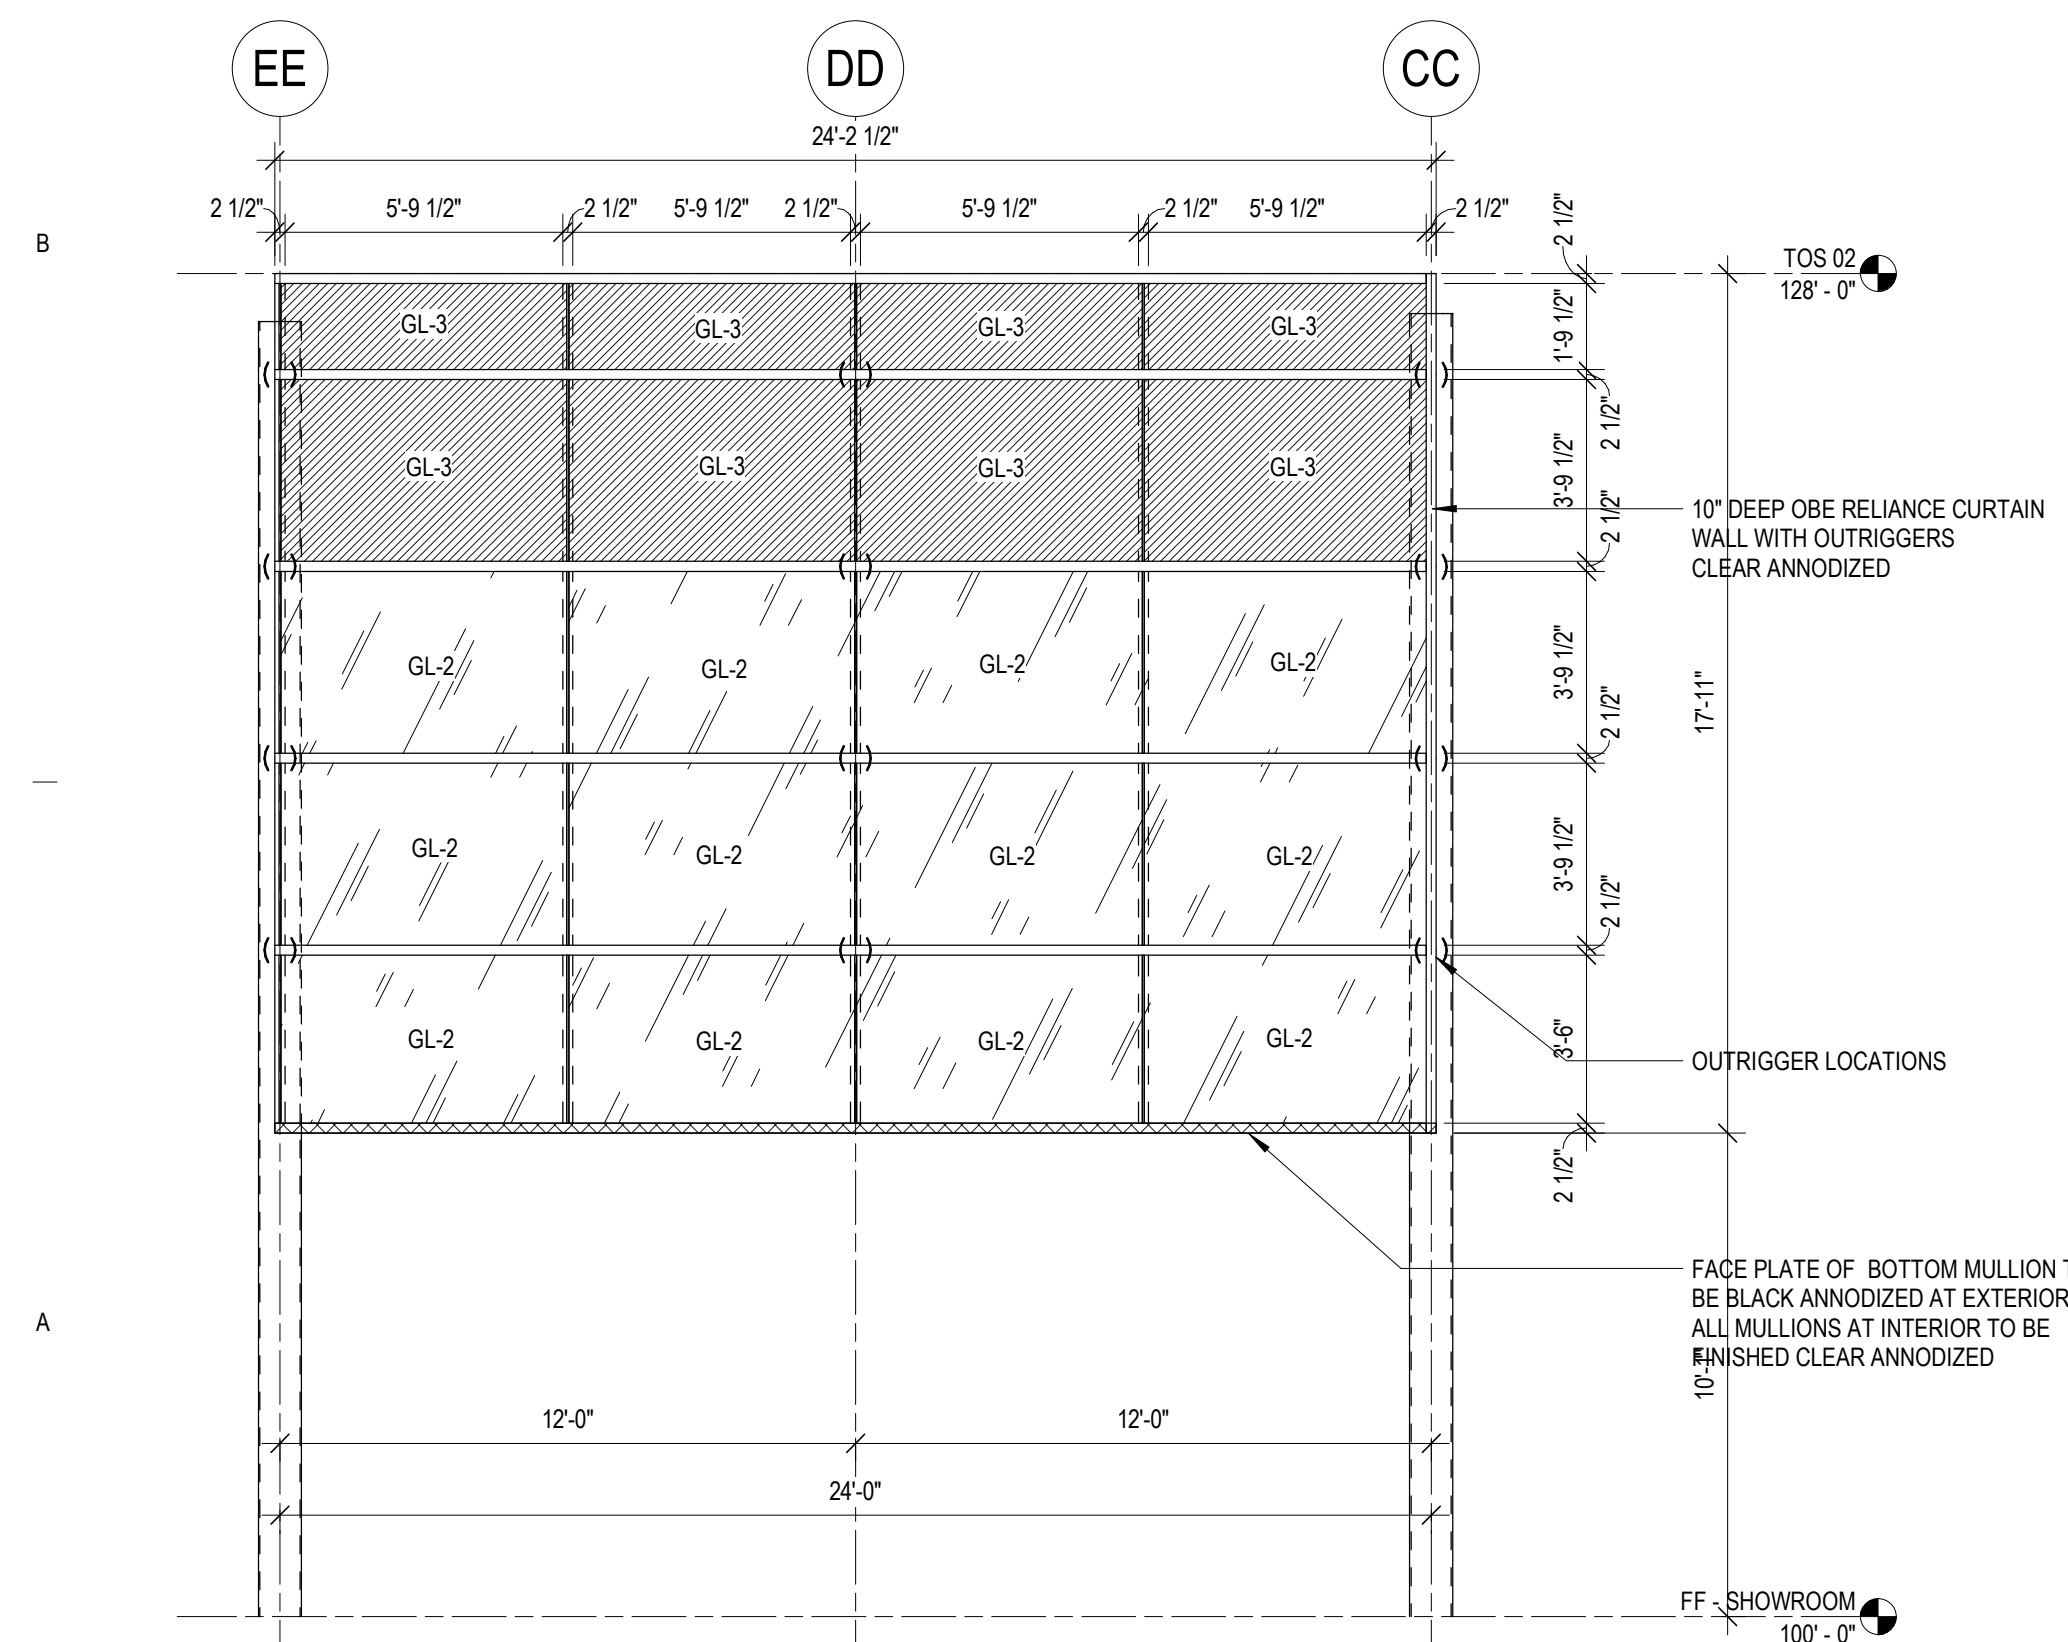 EE
DD
CC
24'-2 1/2"
2 1/2"
5'-9 1/2"
2 1/2"
5'-9 1/2"
2 1/2"
5'-9 1/2"
2 1/2"
5'-9 1/2"
2 1/2"
B
TOS 02
128' - 0"
2 1/2"
1'-9 1/2"
2 1/2"
3'-9 1/2"
2 1/2"
3'-9 1/2"
2 1/2"
3'-9 1/2"
2 1/2"
3'-6"
2 1/2"
17'-11"
GL-3
GL-3
GL-3
GL-3
GL-3
GL-3
GL-3
GL-3
10" DEEP OBE RELIANCE CURTAIN
WALL WITH OUTRIGGERS
CLEAR ANNODIZED
GL-2
GL-2
GL-2
GL-2
GL-2
GL-2
GL-2
GL-2
GL-2
GL-2
GL-2
GL-2
OUTRIGGER LOCATIONS
FACE PLATE OF BOTTOM MULLION
BE BLACK ANNODIZED AT EXTERIOR
ALL MULLIONS AT INTERIOR TO BE
FINISHED CLEAR ANNODIZED
A
10'-1"
12'-0"
12'-0"
24'-0"
FF - SHOWROOM
100' - 0"